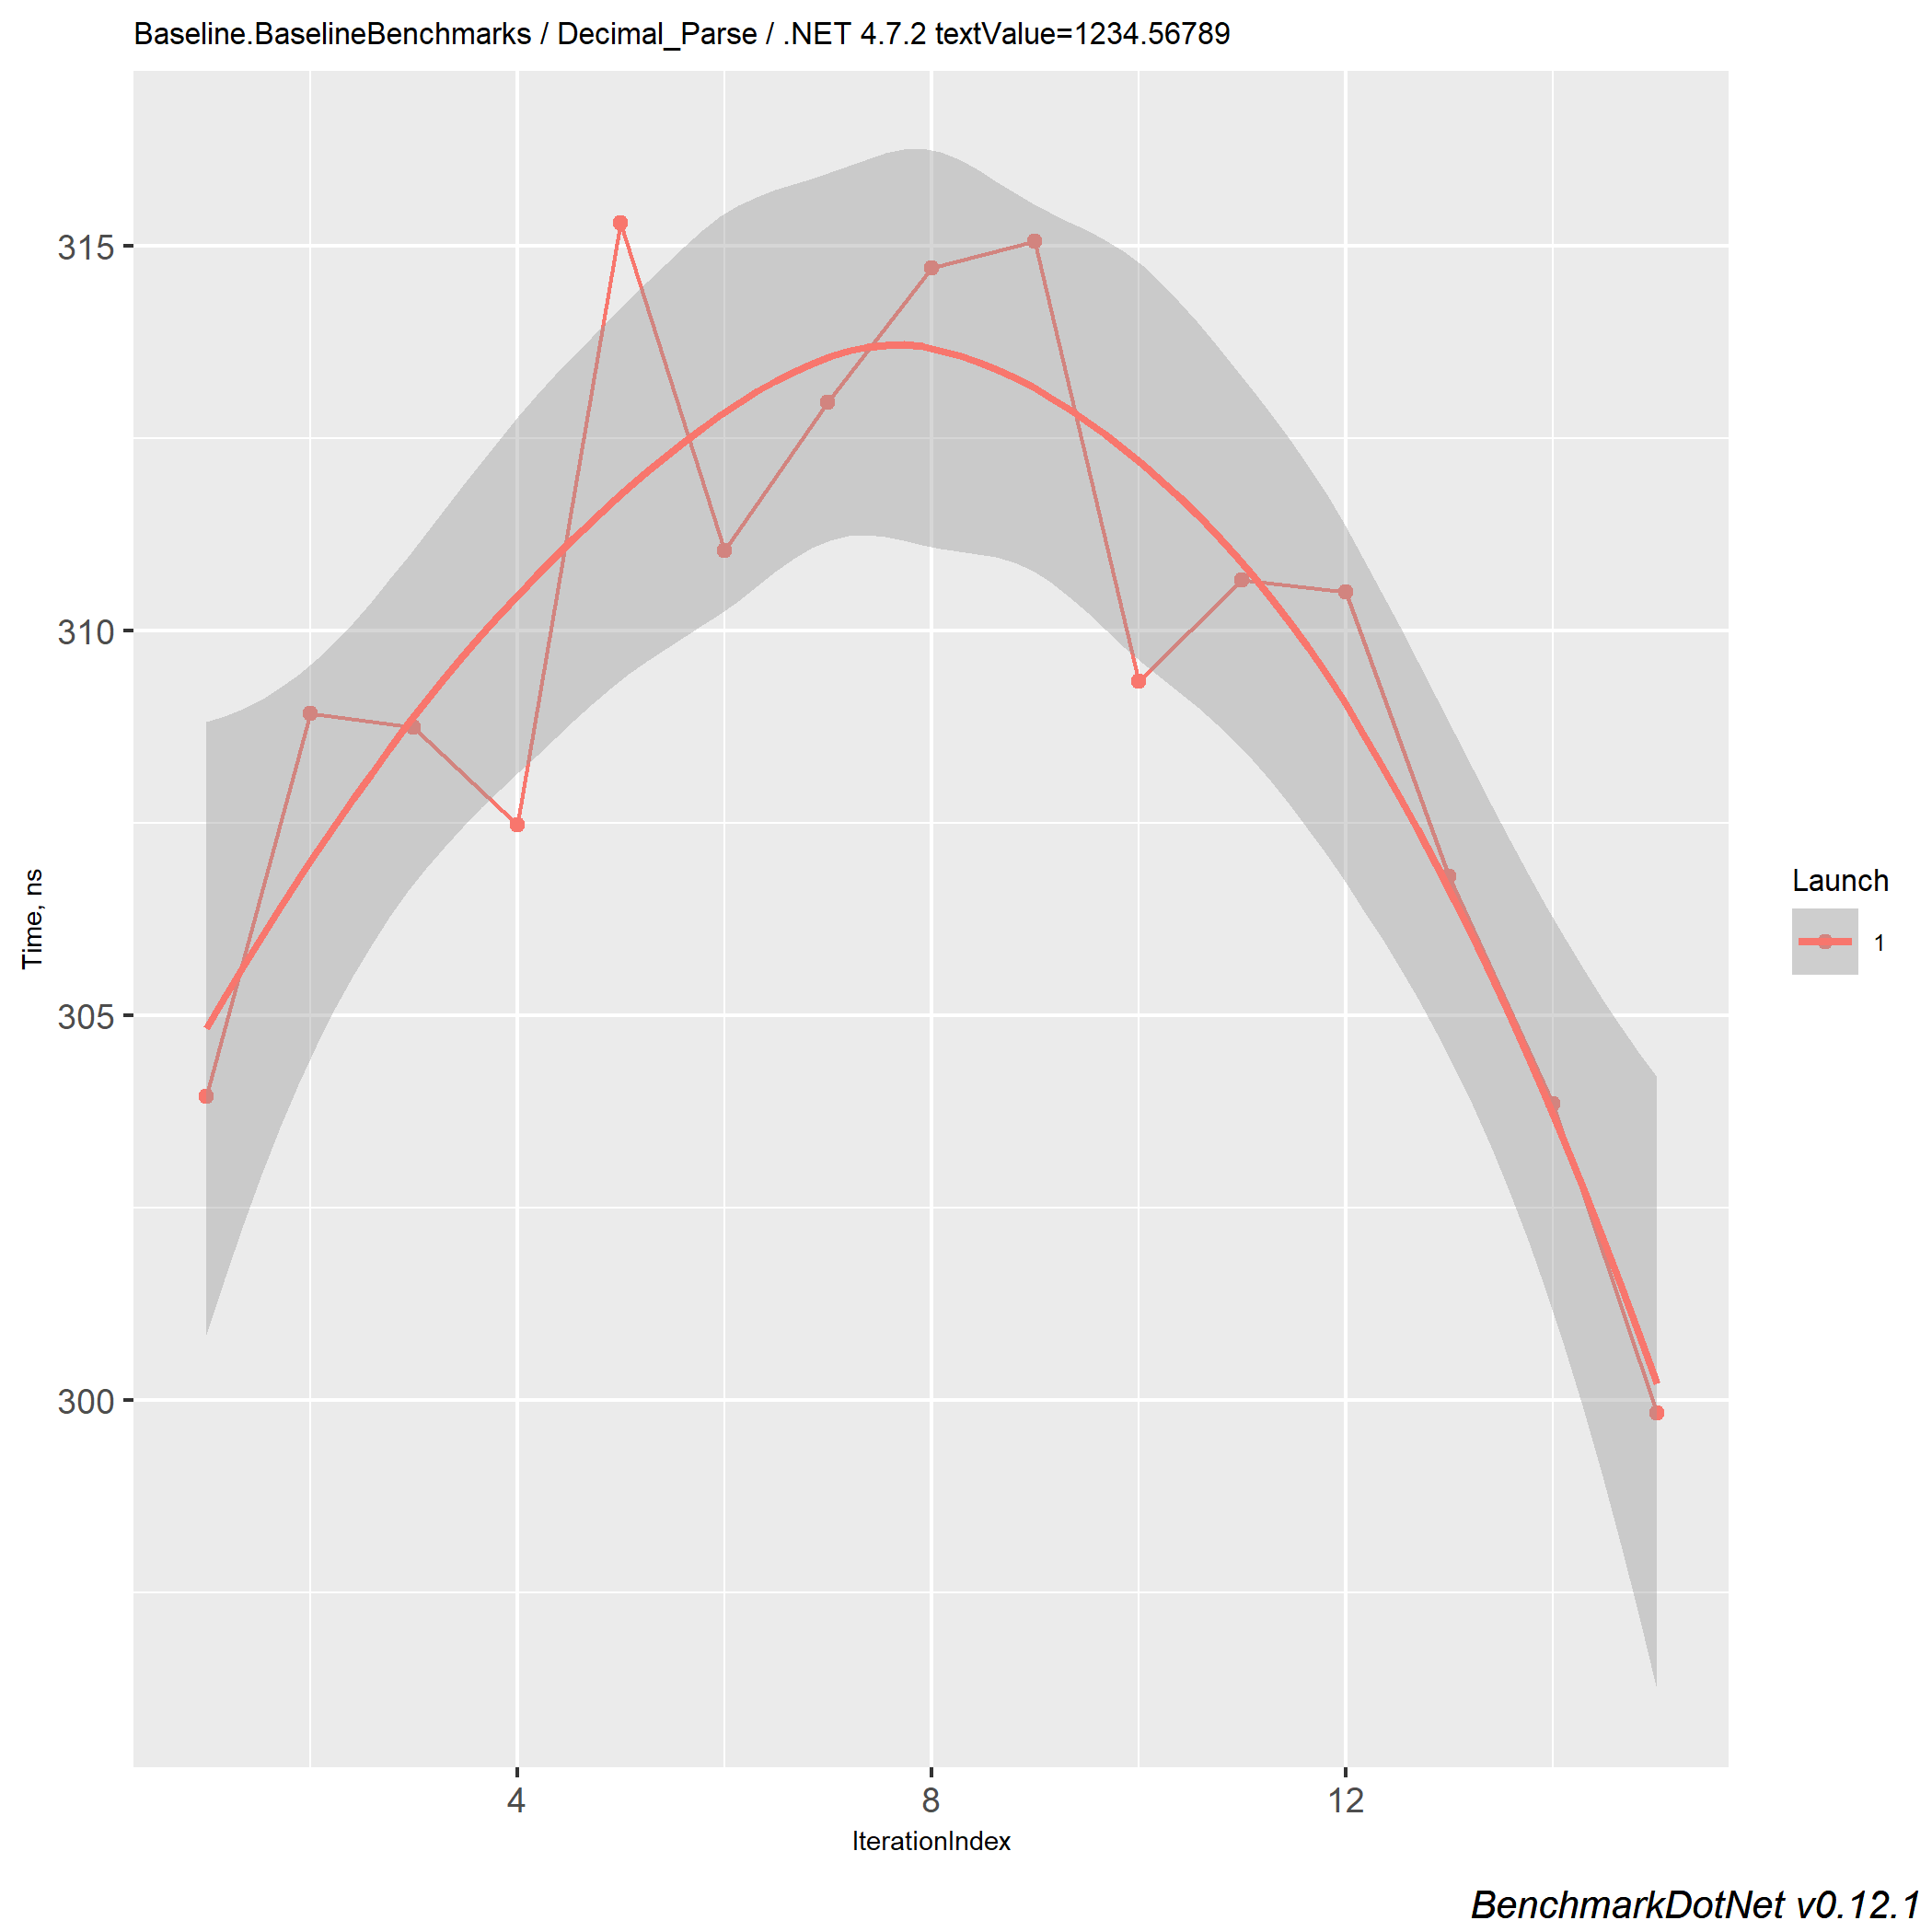 Baseline.BaselineBenchmarks / Decimal_Parse / .NET 4.7.2 textValue=1234.56789
315
310
305
300
Time, ns
4 8 12
IterationIndex
Launch
1
BenchmarkDotNet v0.12.1